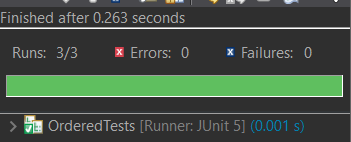 Finished after 0.263 seconds
Runs: 3/3 Errors: 0 Failures: 0
OrderedTests [Runner: JUnit 5] (0.001 s)